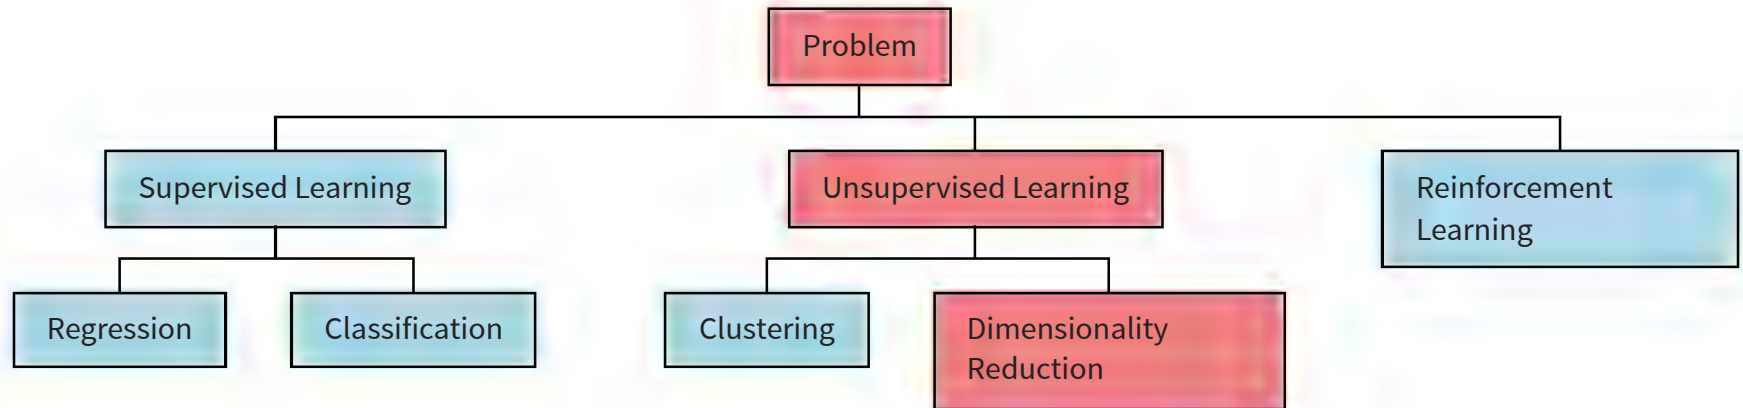 Problem
Supervised Learning
Unsupervised Learning
Reinforcement
Learning
Regression
Classification
Clustering
Dimensionality
Reduction